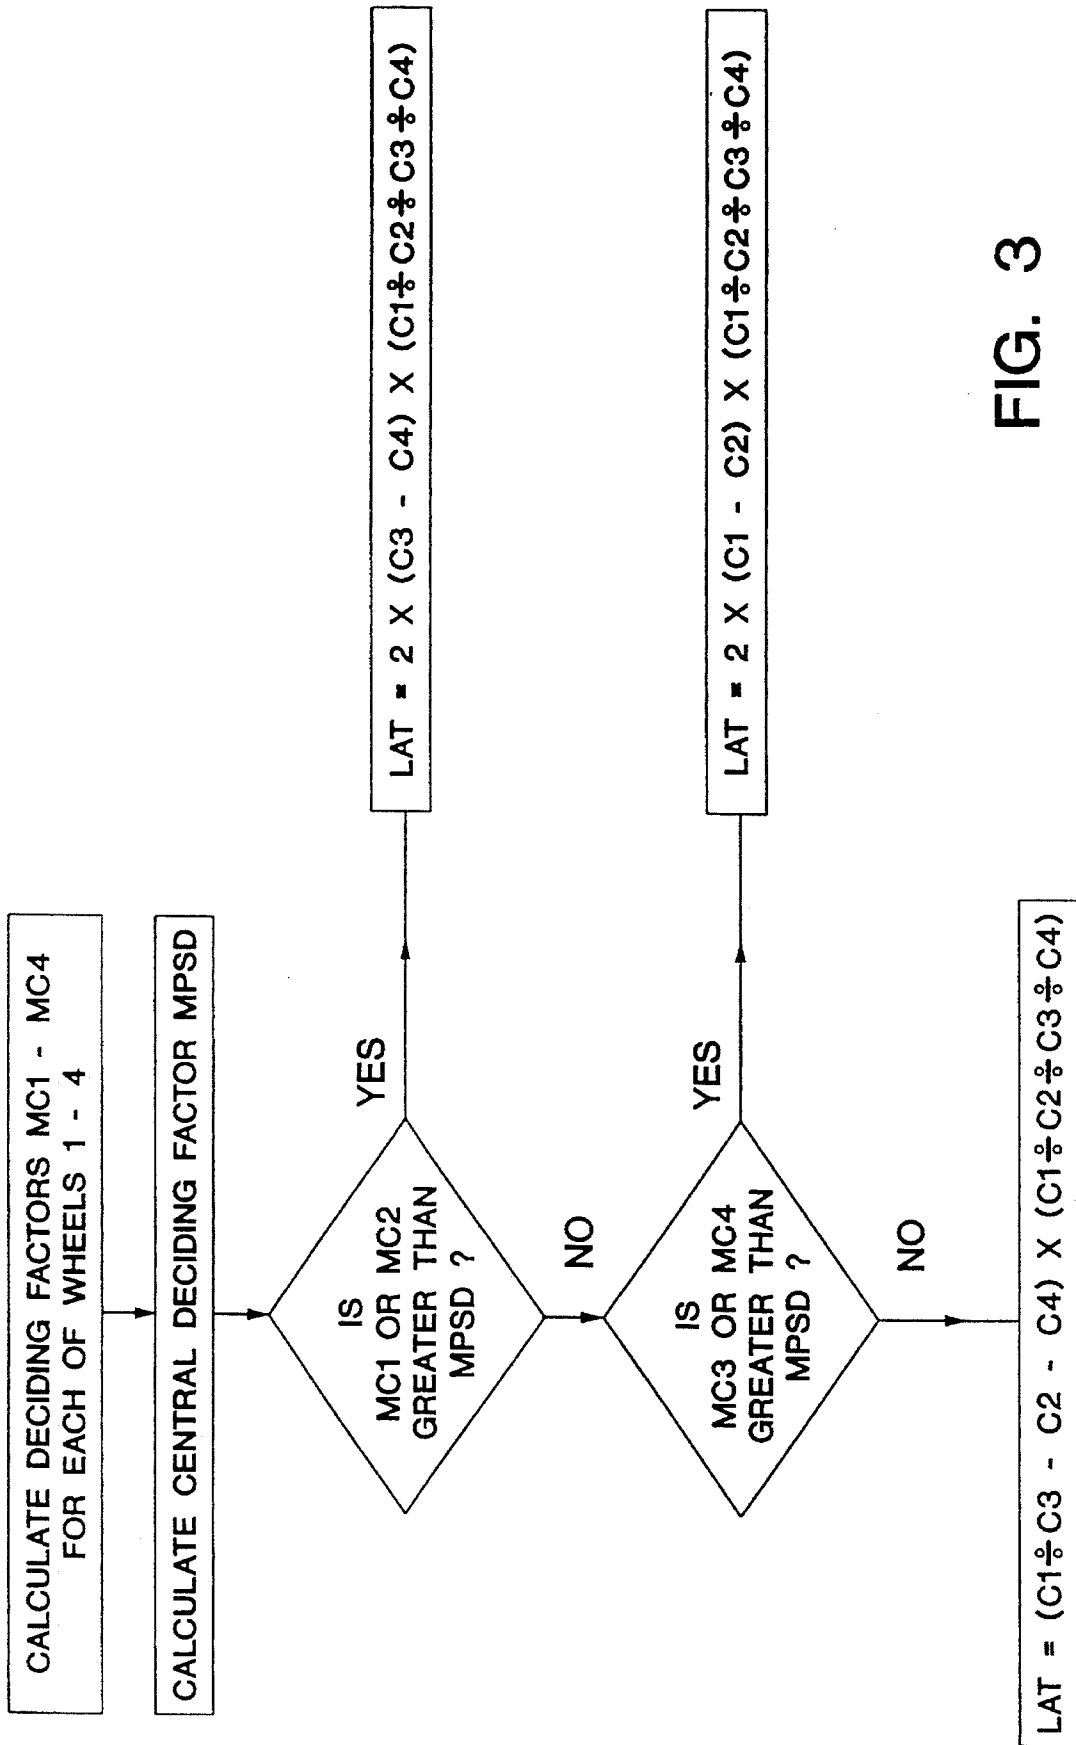 CALCULATE DECIDING FACTORS MC1 - MC4
FOR EACH OF WHEELS 1 - 4
CALCULATE CENTRAL DECIDING FACTOR MPSD
IS
MC1 OR MC2
GREATER THAN
MPSD ?
YES
LAT = 2 X (C3 - C4) X (C1÷C2÷C3÷C4)
NO
IS
MC3 OR MC4
GREATER THAN
MPSD ?
YES
LAT = 2 X (C1 - C2) X (C1÷C2÷C3÷C4)
NO
LAT = (C1÷C3 - C2 - C4) X (C1÷C2÷C3÷C4)
FIG. 3